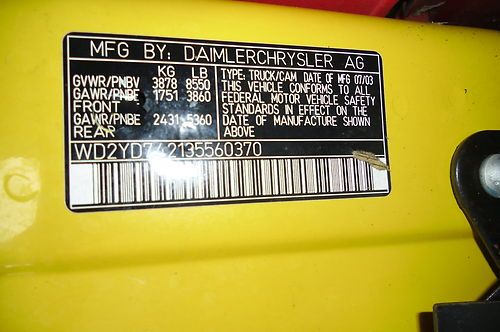 MFG BY: DAIMLERCHRYSLER AG
KG LB
GVWR/PNBV 3878 8550
GAWR/PNBE 1751 3860
FRONT
GAWR/PNBE 2431 5360
REAR
TYPE: TRUCK/CAM DATE OF MFG 07/03
THIS VEHICLE CONFORMS TO ALL
FEDERAL MOTOR VEHICLE SAFETY
STANDARDS IN EFFECT ON THE
DATE OF MANUFACTURE SHOWN
ABOVE
WD2YD742135560370